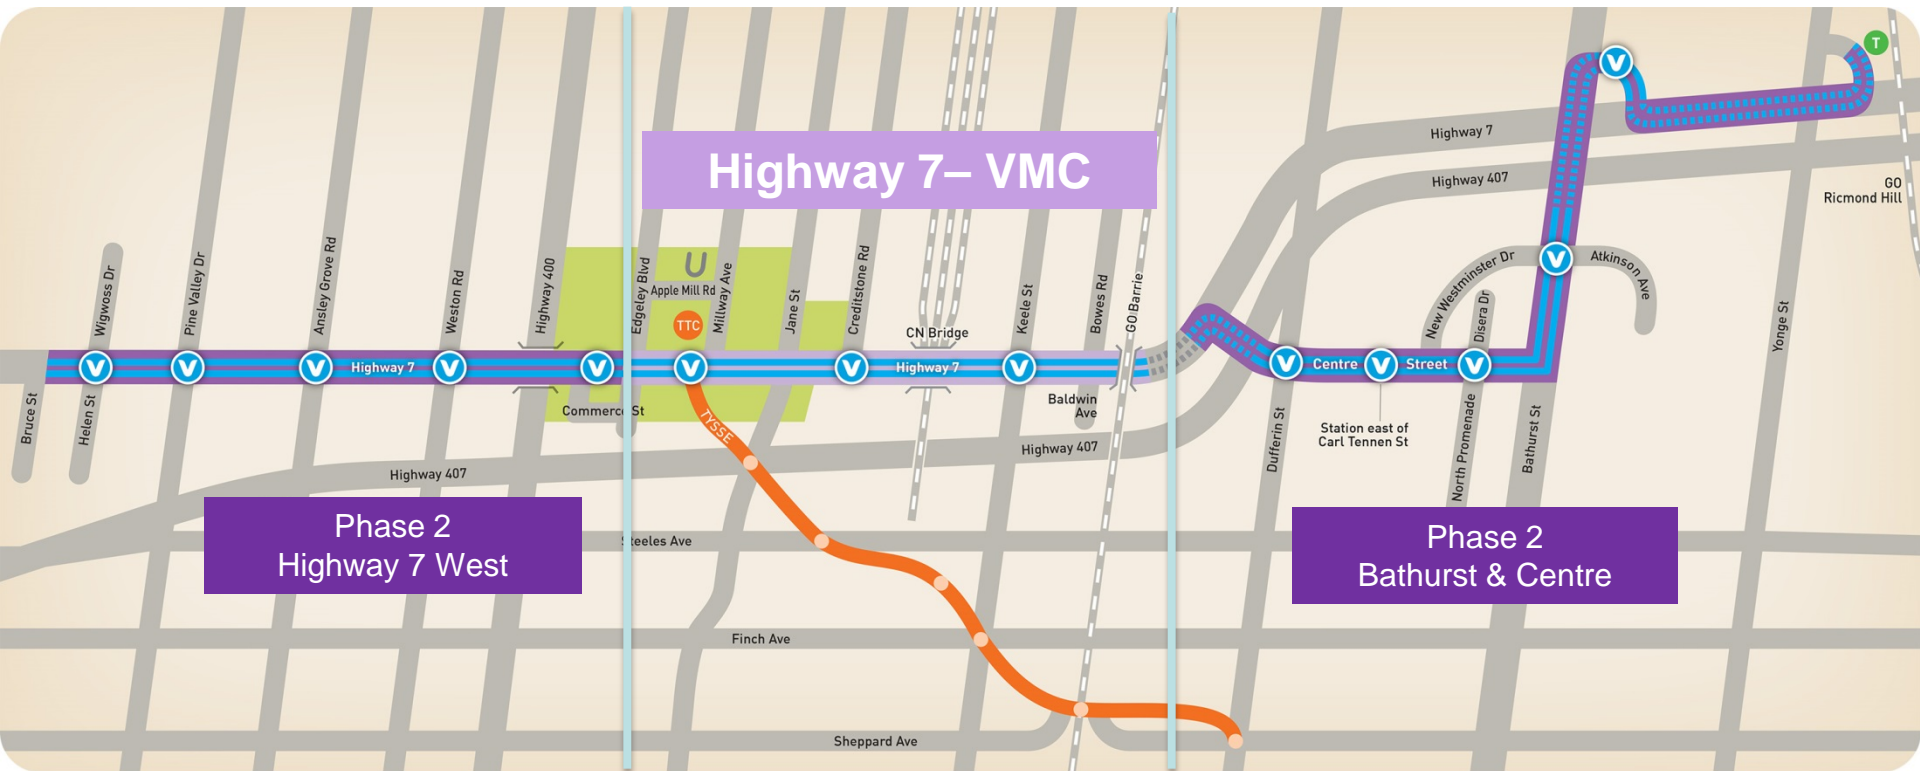 T
V
Highway 7
Highway 7– VMC
Highway 407
GO
Ricmond Hill
Wigwoss Dr
Pine Valley Dr
Ansley Grove Rd
Weston Rd
Highway 400
Edgeley Blvd
U
Apple Mill Rd
Millway Ave
Jane St
Creditstone Rd
CN Bridge
Keele St
Bowes Rd
GO Barrie
New Westminster Dr
V
Atkinson Ave
Disera Dr
Yonge St
TTC
V
V
V
Highway 7
V
V
V
V
Highway 7
V
V
Centre
V
Street
V
Bruce St
Helen St
Commerce St
TYSSE
Baldwin
Ave
Station east of
Carl Tennen St
Dufferin St
North Promenade
Bathurst St
Highway 407
Highway 407
Phase 2
Highway 7 West
Steeles Ave
Phase 2
Bathurst & Centre
Finch Ave
Sheppard Ave